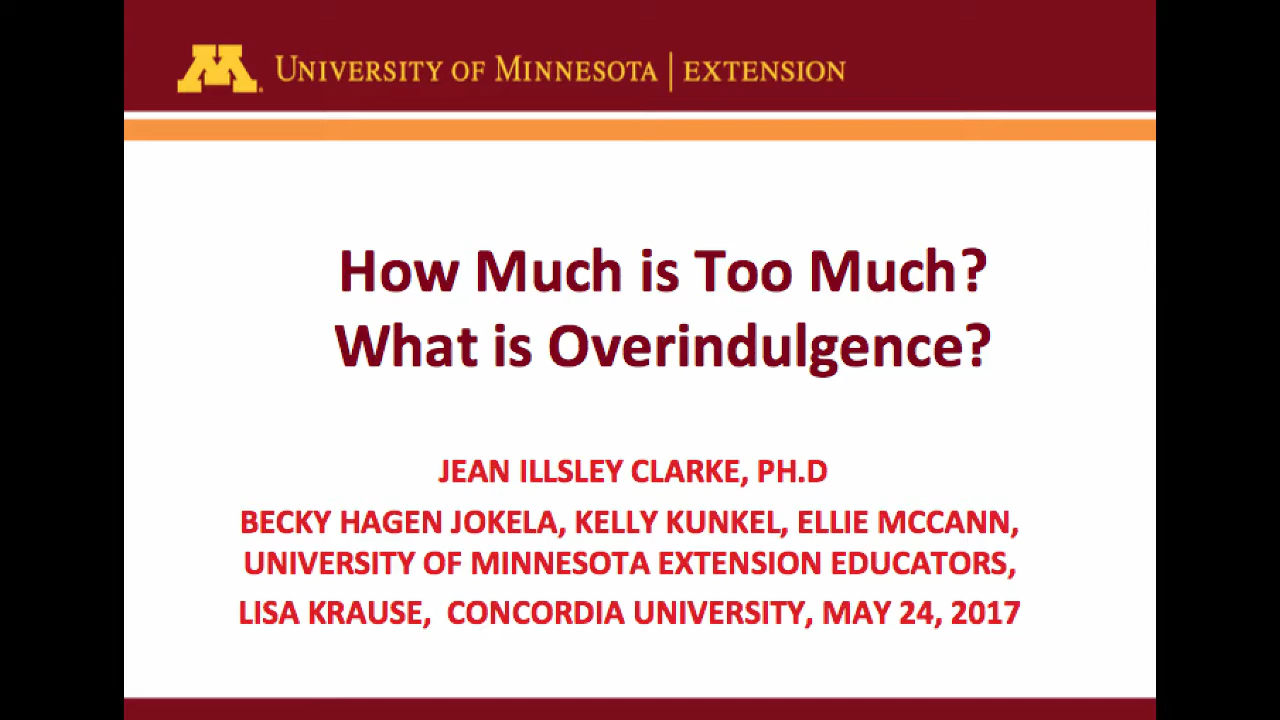 M
UNIVERSITY OF MINNESOTA | EXTENSION
How Much is Too Much?
What is Overindulgence?
JEAN ILLSLEY CLARKE, PH.D
BECKY HAGEN JOKELA, KELLY KUNKEL, ELLIE MCCANN,
UNIVERSITY OF MINNESOTA EXTENSION EDUCATORS,
LISA KRAUSE, CONCORDIA UNIVERSITY, MAY 24, 2017